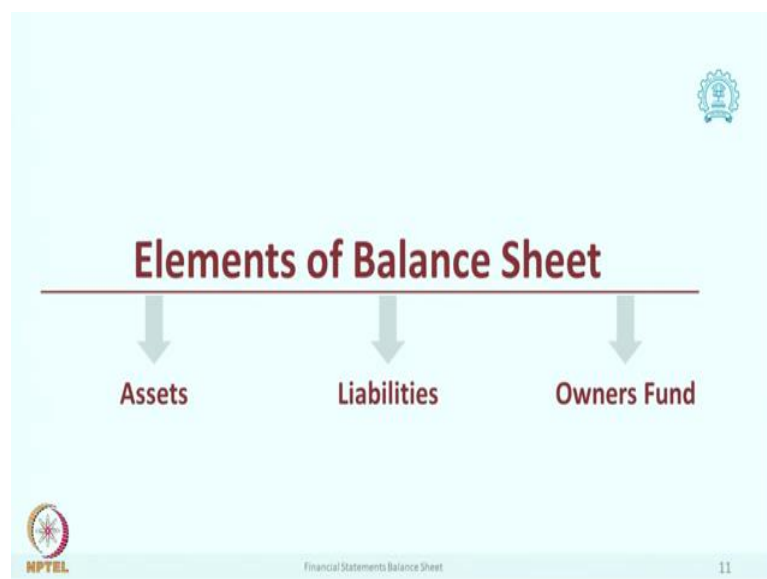 Elements of Balance Sheet
Assets
Liabilities
Owners Fund
NPTEL
Financial Statements Balance Sheet
11